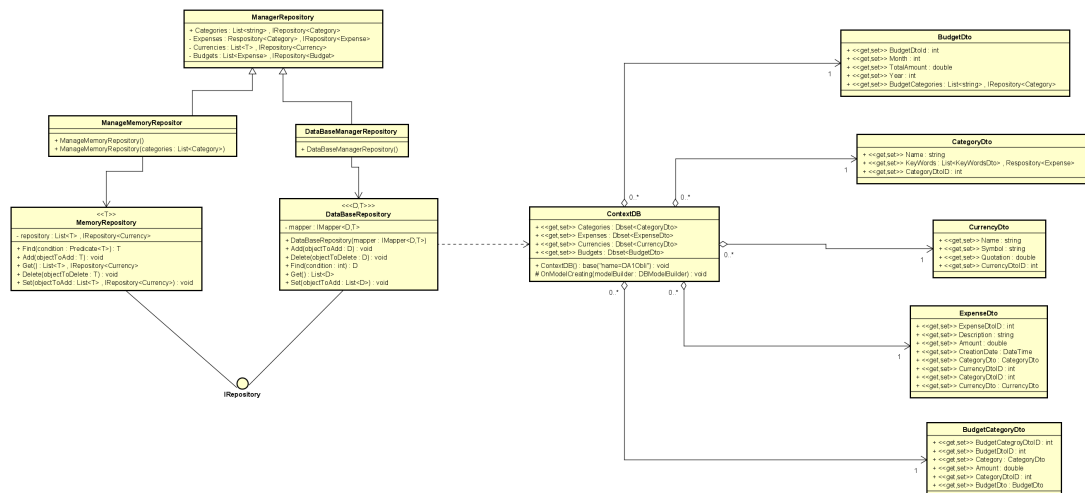 ManagerRepository
+ Categories : List<string> , IRepository<Category>
- Expenses : Respository<Category> , IRepository<Expense>
- Currencies : List<T> , IRepository<Currency>
- Budgets : List<Expense> , IRepository<Budget>
ManageMemoryRepositor
+ ManageMemoryRepository()
+ ManageMemoryRepository(categories : List<Category>)
DataBaseManagerRepository
+ DataBaseManagerRepository()
<<T>>
MemoryRepository
- repository : List<T> , IRepository<Currency>
+ Find(condition : Predicate<T>) : T
+ Add(objectToAdd : T) : void
+ Get() : List<T> , IRepository<Currency>
+ Delete(objectToDelete : T) : void
+ Set(objectToAdd : List<T> , IRepository<Currency>) : void
<<<D,T>>>
DataBaseRepository
- mapper : IMapper<D,T>
+ DataBaseRepository(mapper : IMapper<D,T>)
+ Add(objectToAdd : D) : void
+ Delete(objectToDelete : D) : void
+ Find(condition : int) : D
+ Get() : List<D>
+ Set(objectToAdd : List<D>) : void
IRepository
0..*
0..*
ContextDB
+ <<get,set>> Categories : Dbset<CategoryDto>
+ <<get,set>> Expenses : Dbset<ExpenseDto>
+ <<get,set>> Currencies : Dbset<CurrencyDto>
+ <<get,set>> Budgets : Dbset<BudgetDto>
+ ContextDB() : base("name=DA1Obli") : void
# OnModelCreating(modelBuilder : DBModelBuilder) : void
0..*
0..*
0..*
1
BudgetDto
+ <<get,set>> BudgetDtoId : int
+ <<get,set>> Month : int
+ <<get,set>> TotalAmount : double
+ <<get,set>> Year : int
+ <<get,set>> BudgetCategories : List<string> , IRepository<Category>
1
CategoryDto
+ <<get,set>> Name : string
+ <<get,set>> KeyWords : List<KeyWordsDto> , Respository<Expense>
+ <<get,set>> CategoryDtoID : int
1
CurrencyDto
+ <<get,set>> Name : string
+ <<get,set>> Symbol : string
+ <<get,set>> Quotation : double
+ <<get,set>> CurrencyDtoID : int
1
ExpenseDto
+ <<get,set>> ExpenseDtoID : int
+ <<get,set>> Description : string
+ <<get,set>> Amount : double
+ <<get,set>> CreationDate : DateTime
+ <<get,set>> CategoryDto : CategoryDto
+ <<get,set>> CurrencyDtoID : int
+ <<get,set>> CategoryDtoID : int
+ <<get,set>> CurrencyDto : CurrencyDto
1
BudgetCategoryDto
+ <<get,set>> BudgetCategroyDtoID : int
+ <<get,set>> BudgetDtoID : int
+ <<get,set>> Category : CategoryDto
+ <<get,set>> Amount : double
+ <<get,set>> CategoryDtoID : int
+ <<get,set>> BudgetDto : BudgetDto